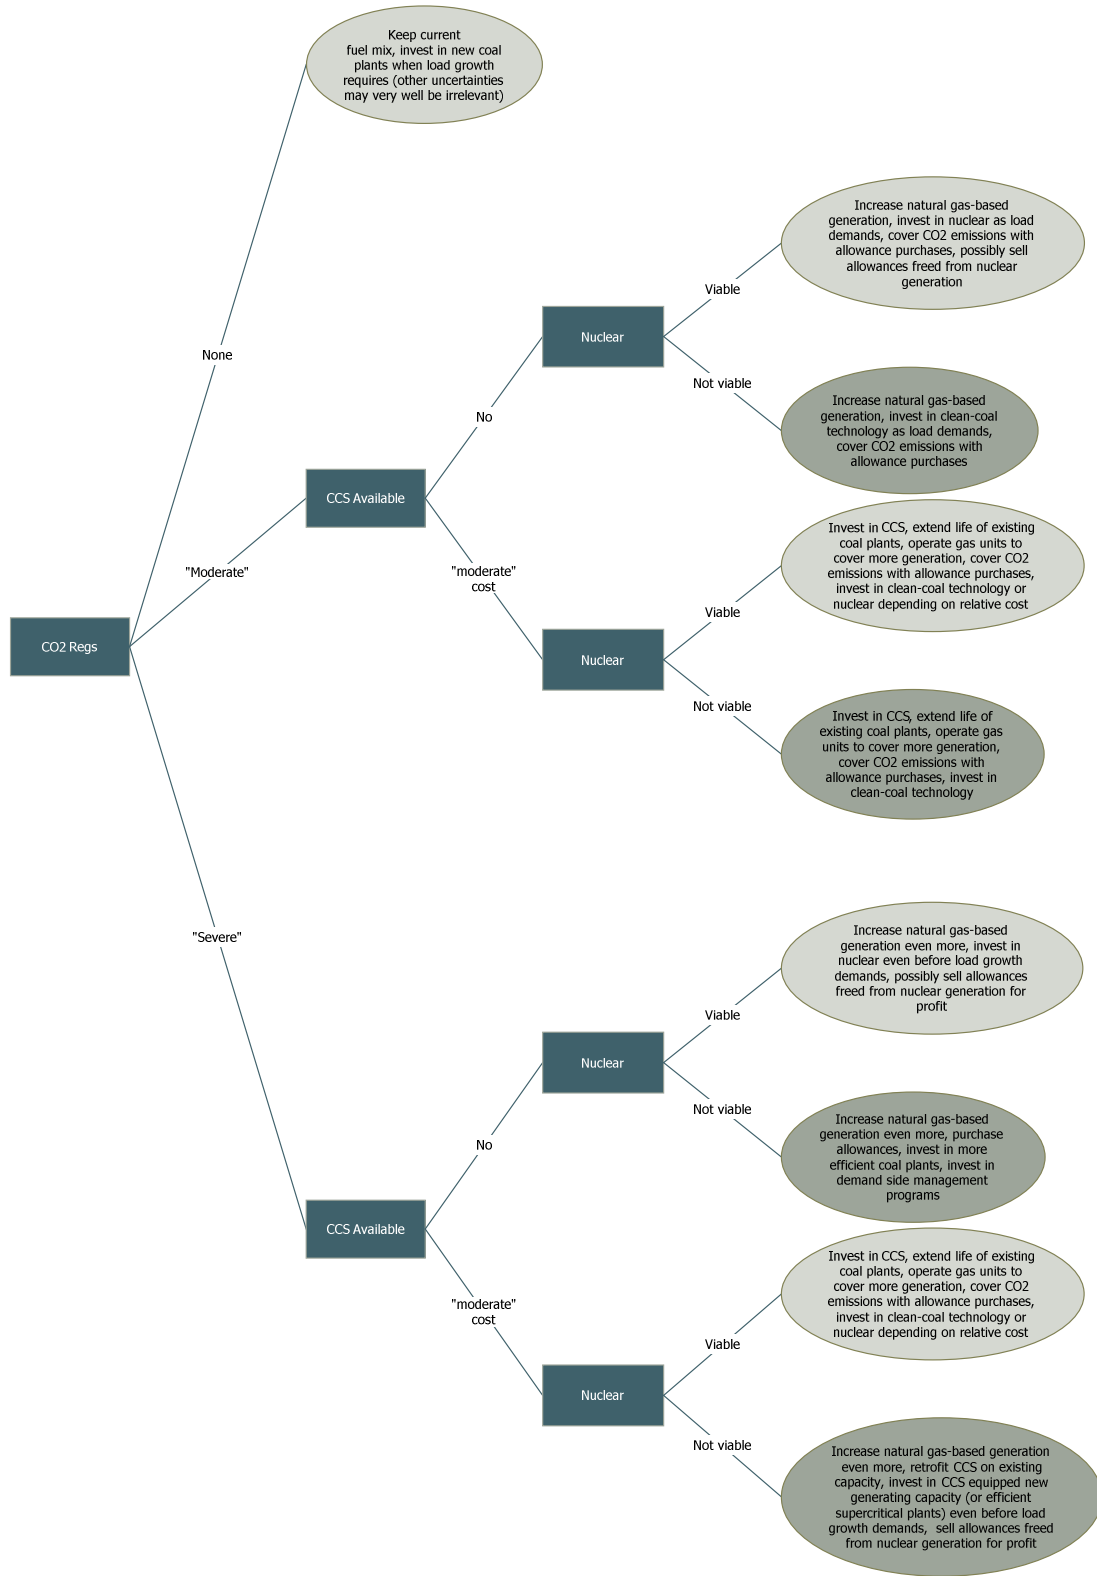 Keep current
fuel mix, invest in new coal
plants when load growth
requires (other uncertainties
may very well be irrelevant)
Increase natural gas-based
generation, invest in nuclear as load
demands, cover CO2 emissions with
allowance purchases, possibly sell
allowances freed from nuclear
generation
Viable
Nuclear
None
Not viable
Increase natural gas-based
generation, invest in clean-coal
technology as load demands,
cover CO2 emissions with
allowance purchases
No
CCS Available
Invest in CCS, extend life of existing
coal plants, operate gas units to
cover more generation, cover CO2
emissions with allowance purchases,
invest in clean-coal technology or
nuclear depending on relative cost
"Moderate"
"moderate"
cost
Viable
CO2 Regs
Nuclear
Not viable
Invest in CCS, extend life of
existing coal plants, operate gas
units to cover more generation,
cover CO2 emissions with
allowance purchases, invest in
clean-coal technology
"Severe"
Increase natural gas-based
generation even more, invest in
nuclear even before load growth
demands, possibly sell allowances
freed from nuclear generation for
profit
Viable
Nuclear
Not viable
Increase natural gas-based
generation even more, purchase
allowances, invest in more
efficient coal plants, invest in
demand side management
programs
No
CCS Available
Invest in CCS, extend life of existing
coal plants, operate gas units to
cover more generation, cover CO2
emissions with allowance purchases,
invest in clean-coal technology or
nuclear depending on relative cost
"moderate"
cost
Viable
Nuclear
Not viable
Increase natural gas-based generation
even more, retrofit CCS on existing
capacity, invest in CCS equipped new
generating capacity (or efficient
supercritical plants) even before load
growth demands,  sell allowances freed
from nuclear generation for profit